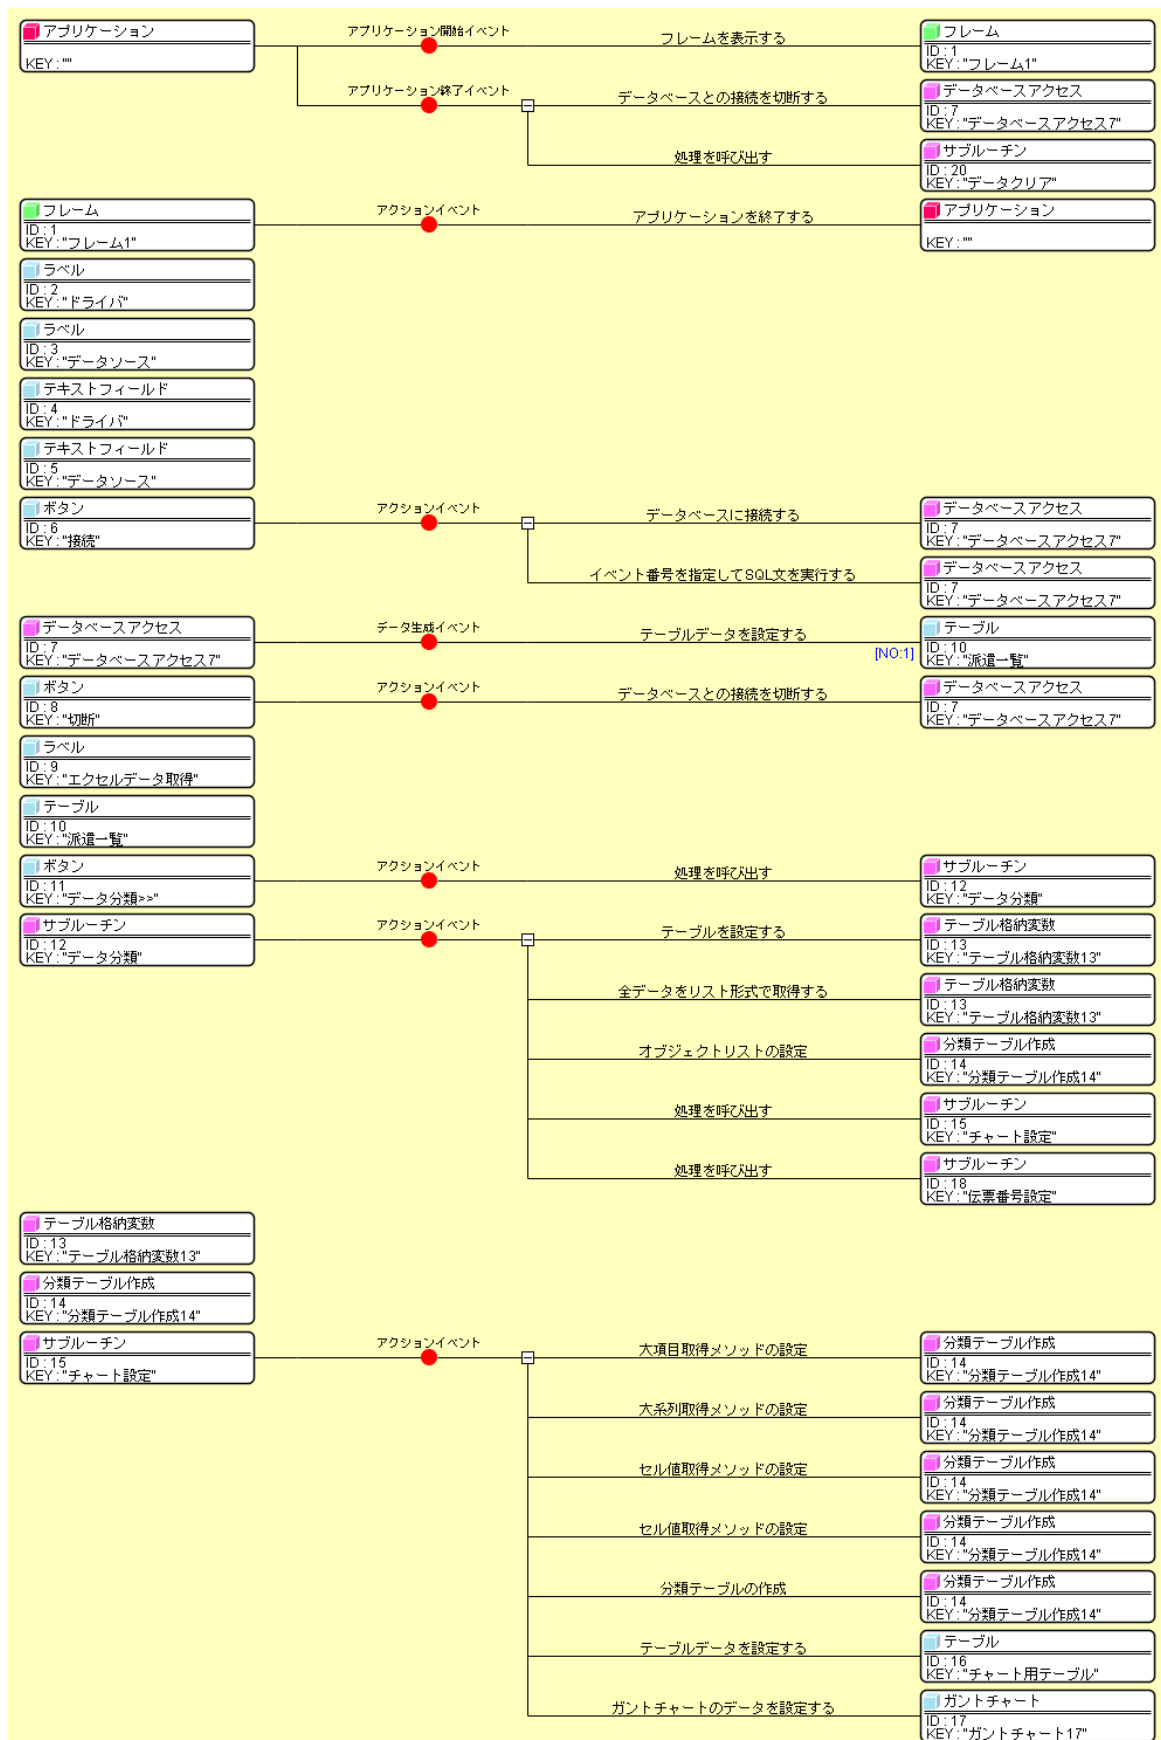 アプリケーション
KEY : ""
アプリケーション開始イベント
フレームを表示する
フレーム
ID : 1
KEY : "フレーム1"
アプリケーション終了イベント
データベースとの接続を切断する
データベースアクセス
ID : 7
KEY : "データベースアクセス7"
処理を呼び出す
サブルーチン
ID : 20
KEY : "データクリア"
フレーム
ID : 1
KEY : "フレーム1"
アクションイベント
アプリケーションを終了する
アプリケーション
KEY : ""
ラベル
ID : 2
KEY : "ドライバ"
ラベル
ID : 3
KEY : "データソース"
テキストフィールド
ID : 4
KEY : "ドライバ"
テキストフィールド
ID : 5
KEY : "データソース"
ボタン
ID : 6
KEY : "接続"
アクションイベント
データベースに接続する
データベースアクセス
ID : 7
KEY : "データベースアクセス7"
イベント番号を指定してSQL文を実行する
データベースアクセス
ID : 7
KEY : "データベースアクセス7"
データベースアクセス
ID : 7
KEY : "データベースアクセス7"
データ生成イベント
テーブルデータを設定する
[NO:1]
テーブル
ID : 10
KEY : "派遣一覧"
ボタン
ID : 8
KEY : "切断"
アクションイベント
データベースとの接続を切断する
データベースアクセス
ID : 7
KEY : "データベースアクセス7"
ラベル
ID : 9
KEY : "エクセルデータ取得"
テーブル
ID : 10
KEY : "派遣一覧"
ボタン
ID : 11
KEY : "データ分類>>"
アクションイベント
処理を呼び出す
サブルーチン
ID : 12
KEY : "データ分類"
サブルーチン
ID : 12
KEY : "データ分類"
アクションイベント
テーブルを設定する
テーブル格納変数
ID : 13
KEY : "テーブル格納変数13"
全データをリスト形式で取得する
テーブル格納変数
ID : 13
KEY : "テーブル格納変数13"
オブジェクトリストの設定
分類テーブル作成
ID : 14
KEY : "分類テーブル作成14"
処理を呼び出す
サブルーチン
ID : 15
KEY : "チャート設定"
処理を呼び出す
サブルーチン
ID : 18
KEY : "伝票番号設定"
テーブル格納変数
ID : 13
KEY : "テーブル格納変数13"
分類テーブル作成
ID : 14
KEY : "分類テーブル作成14"
サブルーチン
ID : 15
KEY : "チャート設定"
アクションイベント
大項目取得メソッドの設定
分類テーブル作成
ID : 14
KEY : "分類テーブル作成14"
大系列取得メソッドの設定
分類テーブル作成
ID : 14
KEY : "分類テーブル作成14"
セル値取得メソッドの設定
分類テーブル作成
ID : 14
KEY : "分類テーブル作成14"
セル値取得メソッドの設定
分類テーブル作成
ID : 14
KEY : "分類テーブル作成14"
分類テーブルの作成
分類テーブル作成
ID : 14
KEY : "分類テーブル作成14"
テーブルデータを設定する
テーブル
ID : 16
KEY : "チャート用テーブル"
ガントチャートのデータを設定する
ガントチャート
ID : 17
KEY : "ガントチャート17"